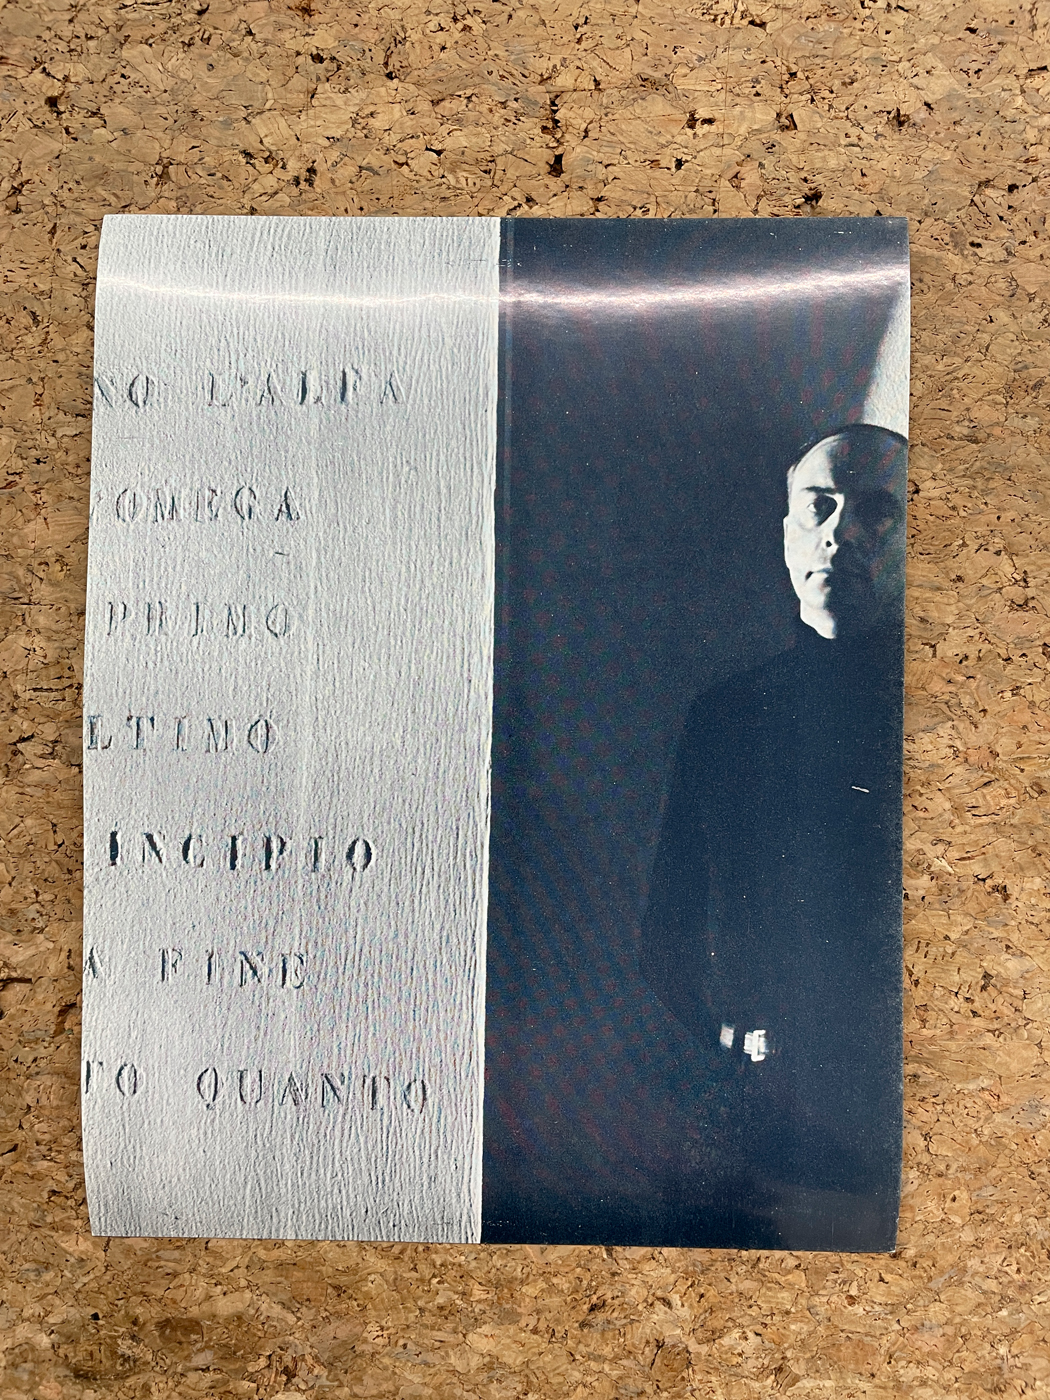 NO L'ALFA
'OMEGA
PRIMO
LTIMO
INCIPIO
A FINE
TO QUANTO